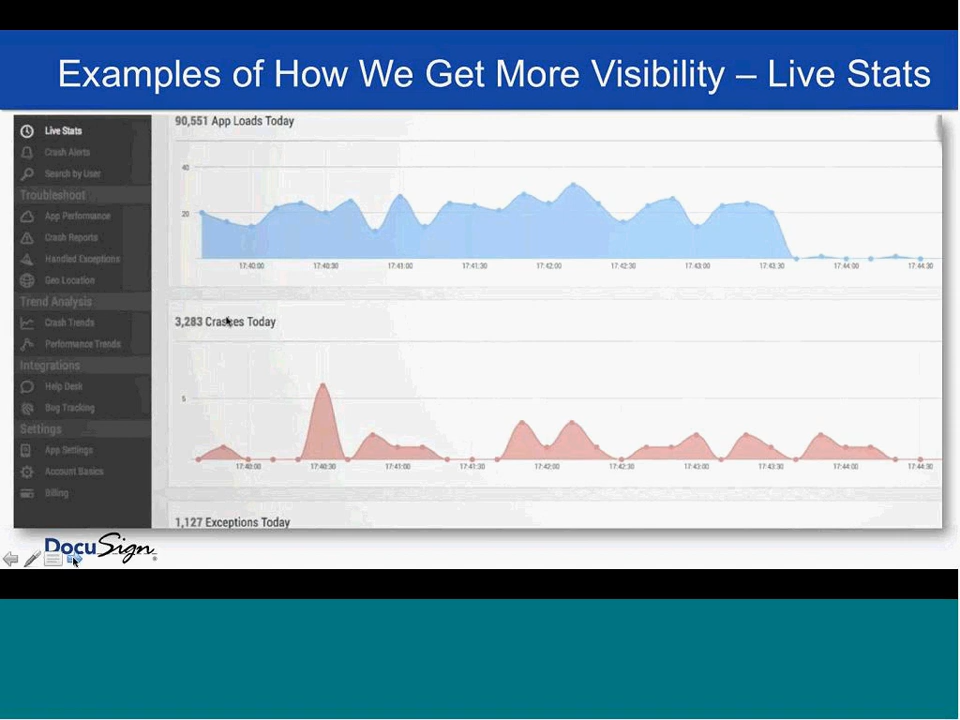 Examples of How We Get More Visibility – Live Stats
Live Stats
Crash Alerts
Search by User
Troubleshoot
App Performance
Crash Reports
Handled Exceptions
Geo Location
Trend Analysis
Crash Trends
Performance Trends
Integrations
Help Desk
Bug Tracking
Settings
App Settings
Account Basics
Billing
90,551 App Loads Today
40
20
17:40:00 17:40:30 17:41:00 17:41:30 17:42:00 17:42:30 17:43:00 17:43:30 17:44:00 17:44:30
3,283 Crashes Today
5
17:40:00 17:40:30 17:41:00 17:41:30 17:42:00 17:42:30 17:43:00 17:43:30 17:44:00 17:44:30
1,127 Exceptions Today
DocuSign